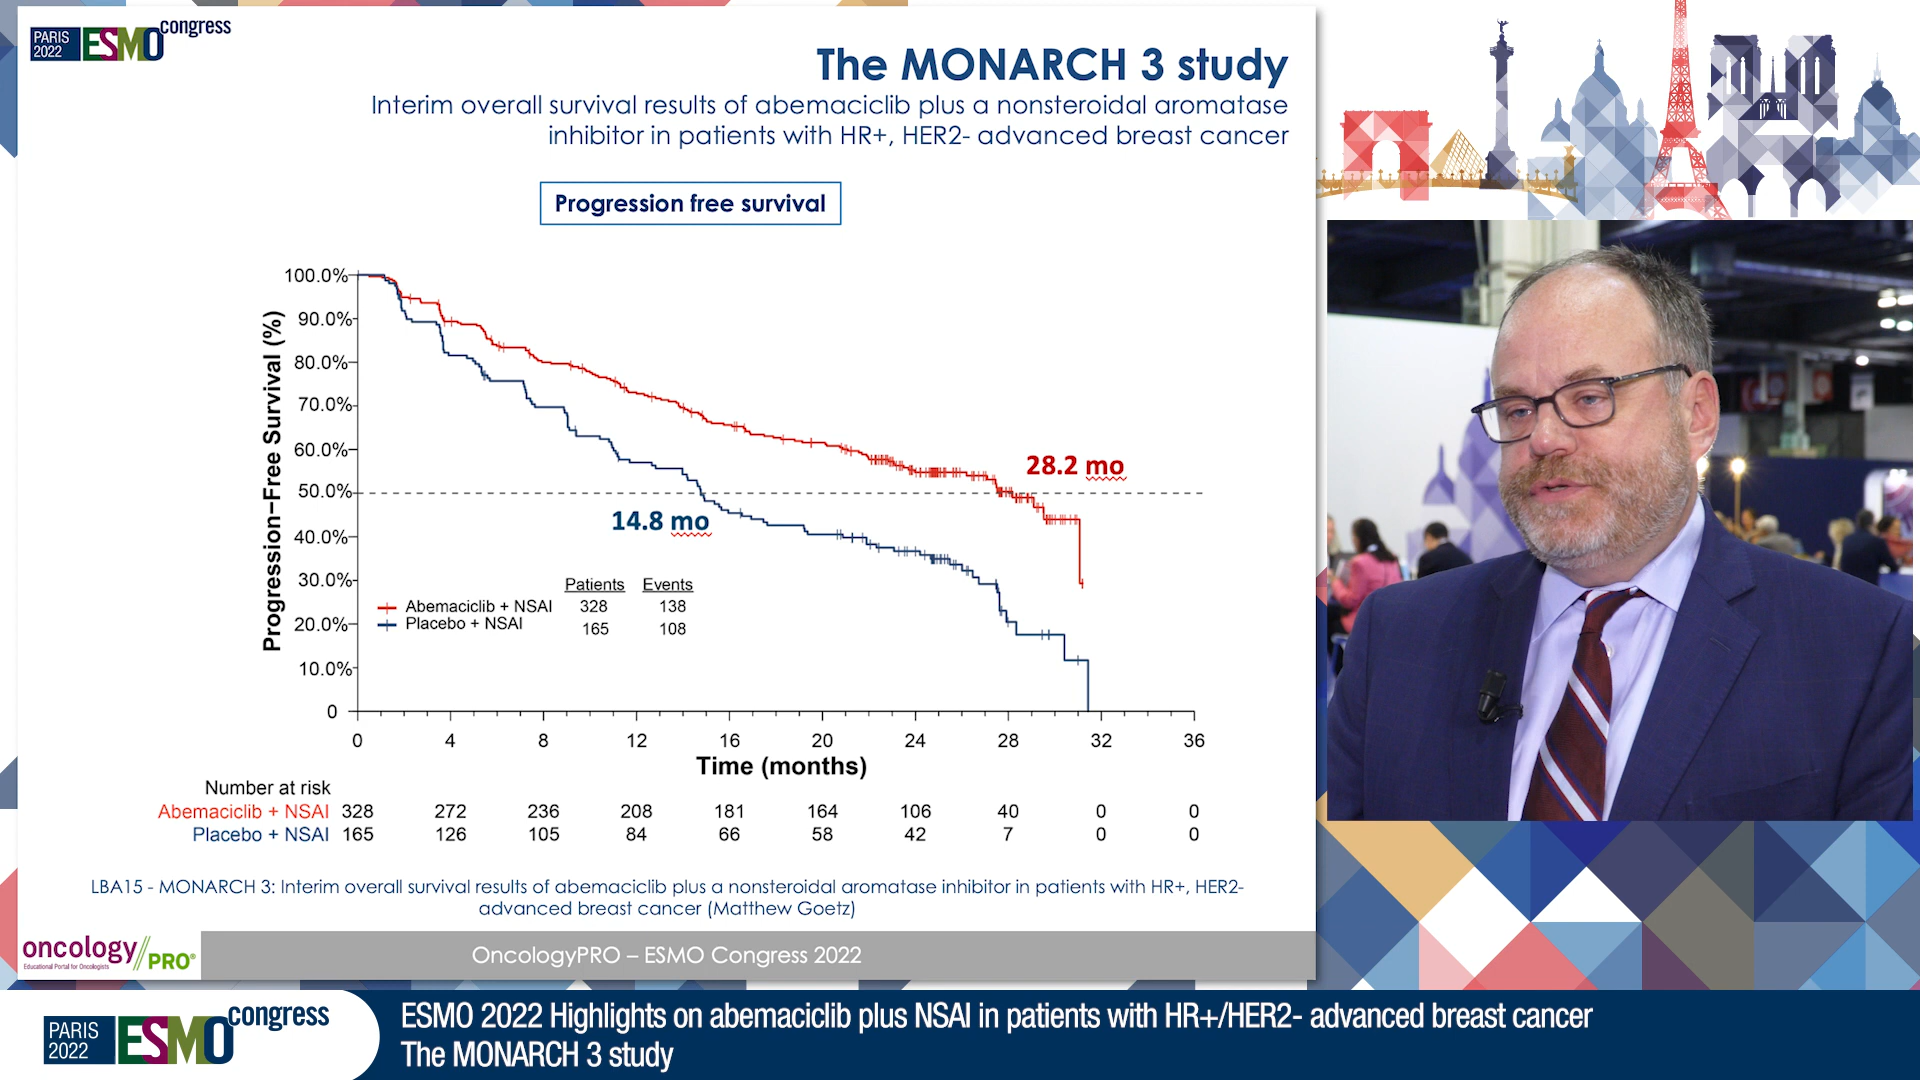 PARIS
2022
ESMO congress
The MONARCH 3 study
Interim overall survival results of abemaciclib plus a nonsteroidal aromatase
inhibitor in patients with HR+, HER2- advanced breast cancer
Progression free survival
Progression-Free Survival (%)
100.0%
90.0%
80.0%
70.0%
60.0%
50.0%
40.0%
30.0%
20.0%
10.0%
0
28.2 mo
14.8 mo
Patients Events
Abemaciclib + NSAI 328 138
Placebo + NSAI 165 108
0 4 8 12 16 20 24 28 32 36
Time (months)
Number at risk
Abemaciclib + NSAI 328 272 236 208 181 164 106 40 0 0
Placebo + NSAI 165 126 105 84 66 58 42 7 0 0
LBA15 - MONARCH 3: Interim overall survival results of abemaciclib plus a nonsteroidal aromatase inhibitor in patients with HR+, HER2-
advanced breast cancer (Matthew Goetz)
oncology//PRO®
Educational Portal for Oncologists
OncologyPRO – ESMO Congress 2022
PARIS
2022
ESMO congress
ESMO 2022 Highlights on abemaciclib plus NSAI in patients with HR+/HER2- advanced breast cancer
The MONARCH 3 study